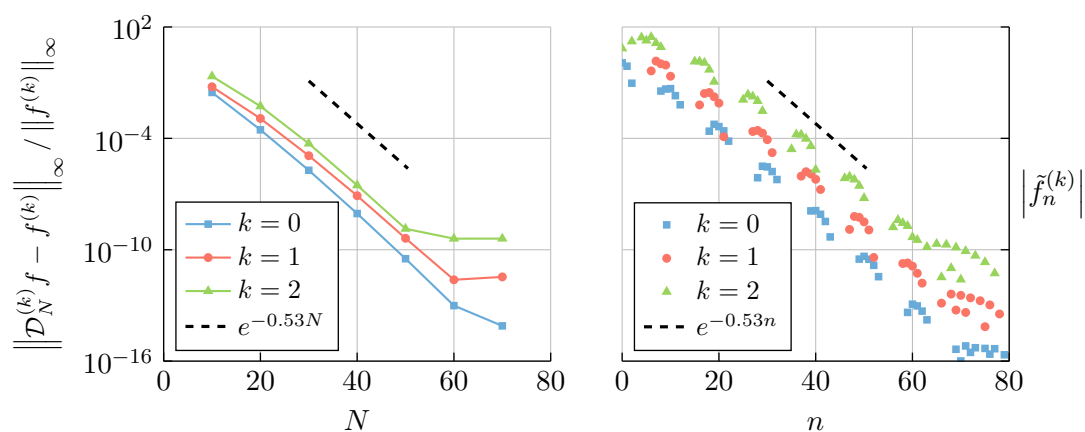 ‖𝒟_N^{(k)} f − f^{(k)}‖_∞ / ‖f^{(k)}‖_∞
10^2
10^{−4}
10^{−10}
10^{−16}
k = 0
k = 1
k = 2
e^{−0.53N}
0 20 40 60 80
N
k = 0
k = 1
k = 2
e^{−0.53n}
0 20 40 60 80
n
|f̃_n^{(k)}|